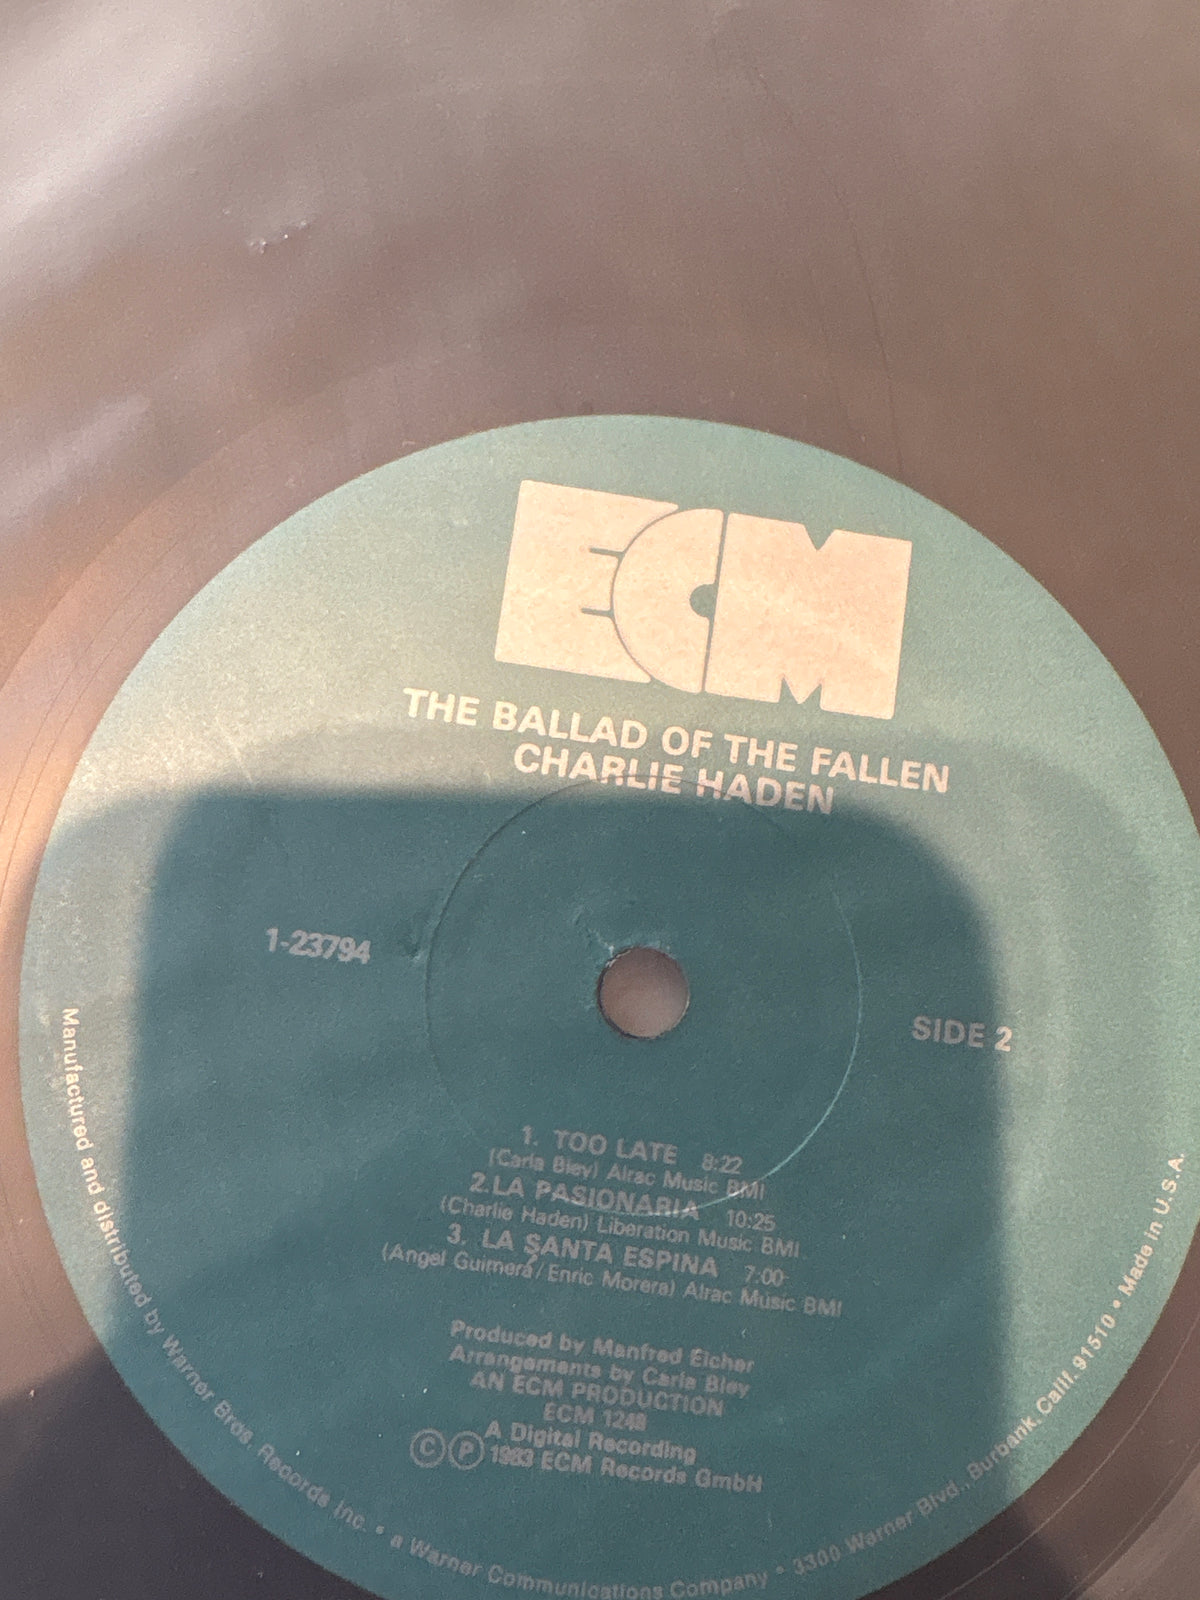 ECM
THE BALLAD OF THE FALLEN
CHARLIE HADEN
1-23794
SIDE 2
1. TOO LATE 8:22
(Carla Bley) Alrac Music BMI
2.LA PASIONARIA 10:25
(Charlie Haden) Liberation Music BMI
3. LA SANTA ESPINA 7:00
(Angel Guimerá/Enric Morera) Alrac Music BMI
Produced by Manfred Eicher
Arrangements by Carla Bley
AN ECM PRODUCTION
ECM 1248
A Digital Recording
©℗ 1983 ECM Records GmbH
Manufactured and distributed by Warner Bros. Records Inc. • a Warner Communications Company • 3300 Warner Blvd., Burbank, Calif. 91510 • Made in U.S.A.